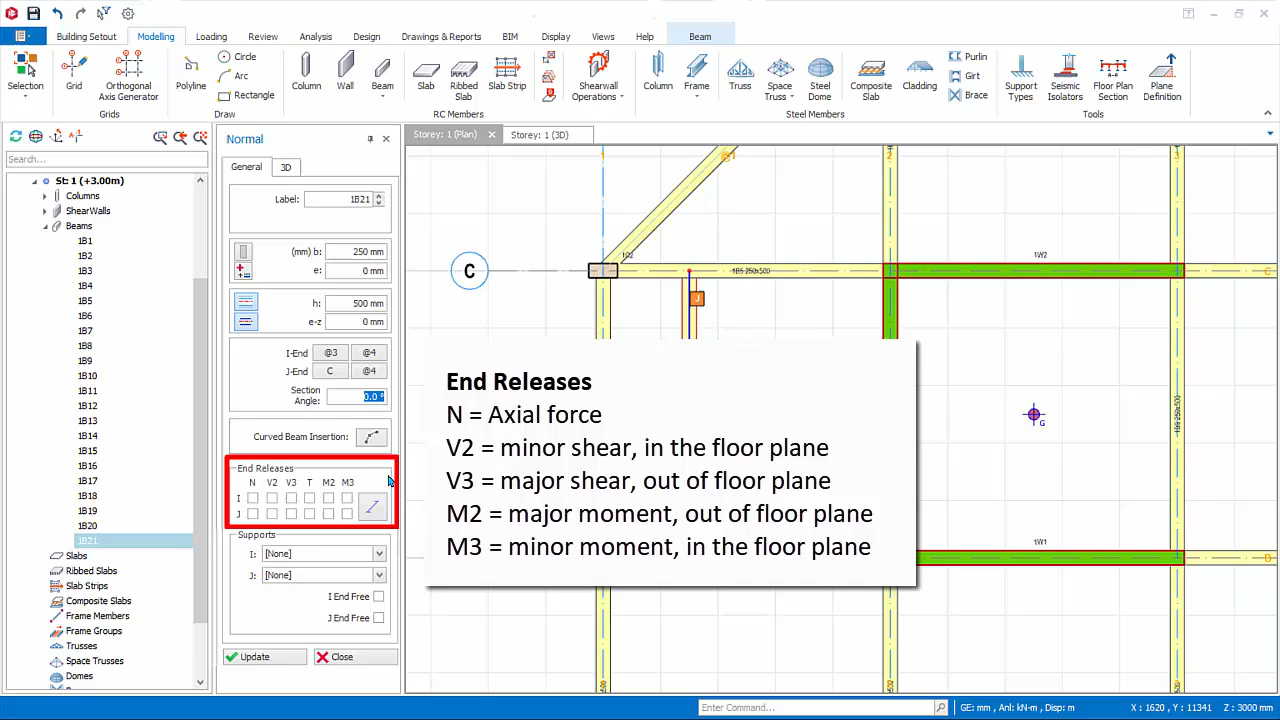 Building Setout
Modelling
Loading
Review
Analysis
Design
Drawings & Reports
BIM
Display
Views
Help
Beam
Selection
Grid
Orthogonal
Axis Generator
Grids
Polyline
Circle
Arc
Rectangle
Draw
Column
Wall
Beam
Slab
Ribbed
Slab
Slab Strip
RC Members
Shearwall
Operations
Column
Frame
Truss
Space
Truss
Steel
Dome
Composite
Slab
Cladding
Purlin
Girt
Brace
Steel Members
Support
Types
Seismic
Isolators
Floor Plan
Section
Plane
Definition
Tools
Search...
St: 1 (+3.00m)
Columns
ShearWalls
Beams
1B1
1B2
1B3
1B4
1B5
1B6
1B7
1B8
1B9
1B10
1B11
1B12
1B13
1B14
1B15
1B16
1B17
1B18
1B19
1B20
1B21
Slabs
Ribbed Slabs
Slab Strips
Composite Slabs
Frame Members
Frame Groups
Trusses
Space Trusses
Domes
Normal
General
3D
Label: 1B21
(mm) b: 250 mm
e: 0 mm
h: 500 mm
e-z 0 mm
I-End @3 @4
J-End C @4
Section
Angle: 0.0 °
Curved Beam Insertion:
End Releases
N V2 V3 T M2 M3
I
J
Supports
I: [None]
J: [None]
I End Free
J End Free
Update
Close
Storey: 1 (Plan)
Storey: 1 (3D)
1
@1
2
3
C
1B5 250x500
1W2
C
J
G
1W1
D
End Releases
N = Axial force
V2 = minor shear, in the floor plane
V3 = major shear, out of floor plane
M2 = major moment, out of floor plane
M3 = minor moment, in the floor plane
Enter Command...
GE: mm , Anl: kN-m , Disp: m
X : 1620 , Y : 11341
Z : 3000 mm